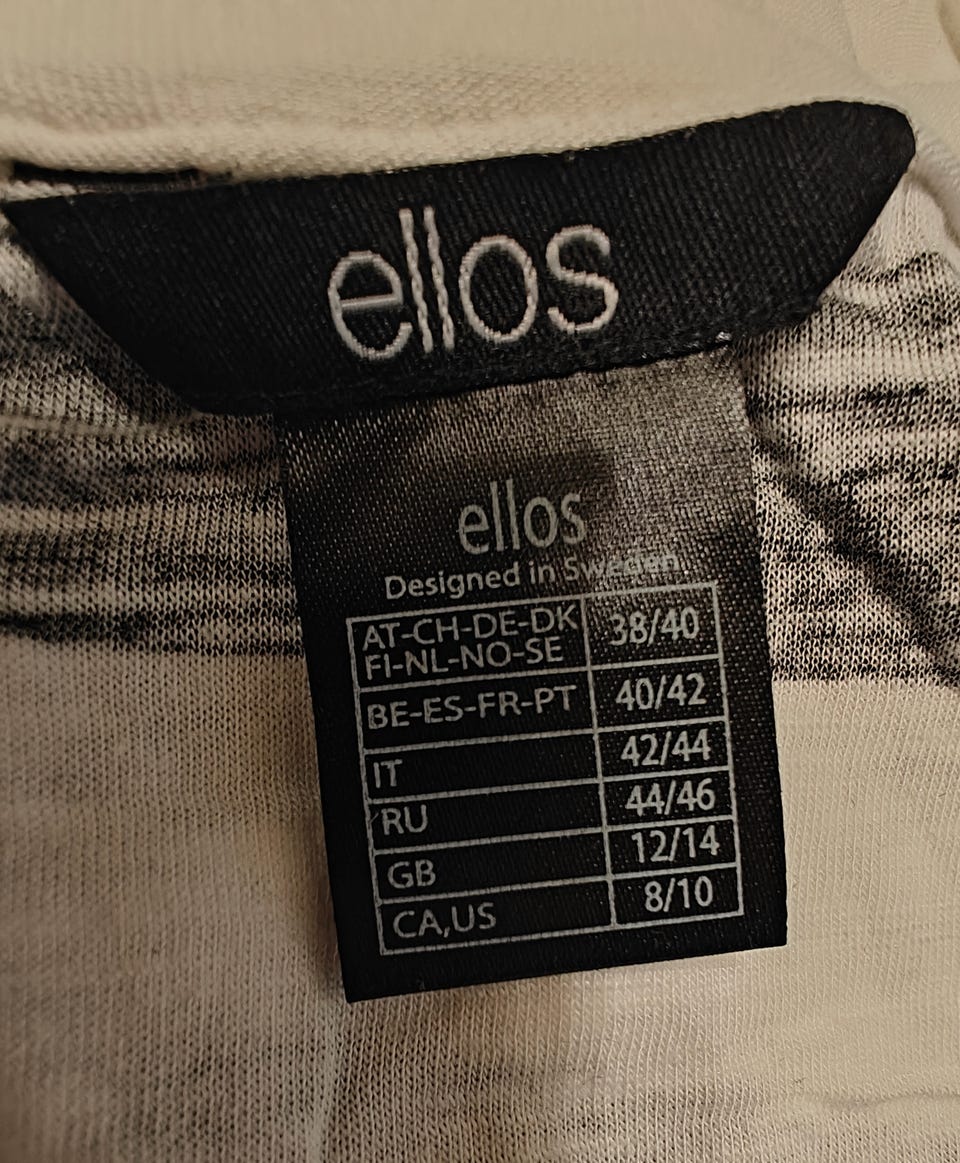 ellos
ellos
Designed in Sweden
AT-CH-DE-DK
FI-NL-NO-SE 38/40
BE-ES-FR-PT 40/42
IT 42/44
RU 44/46
GB 12/14
CA,US 8/10